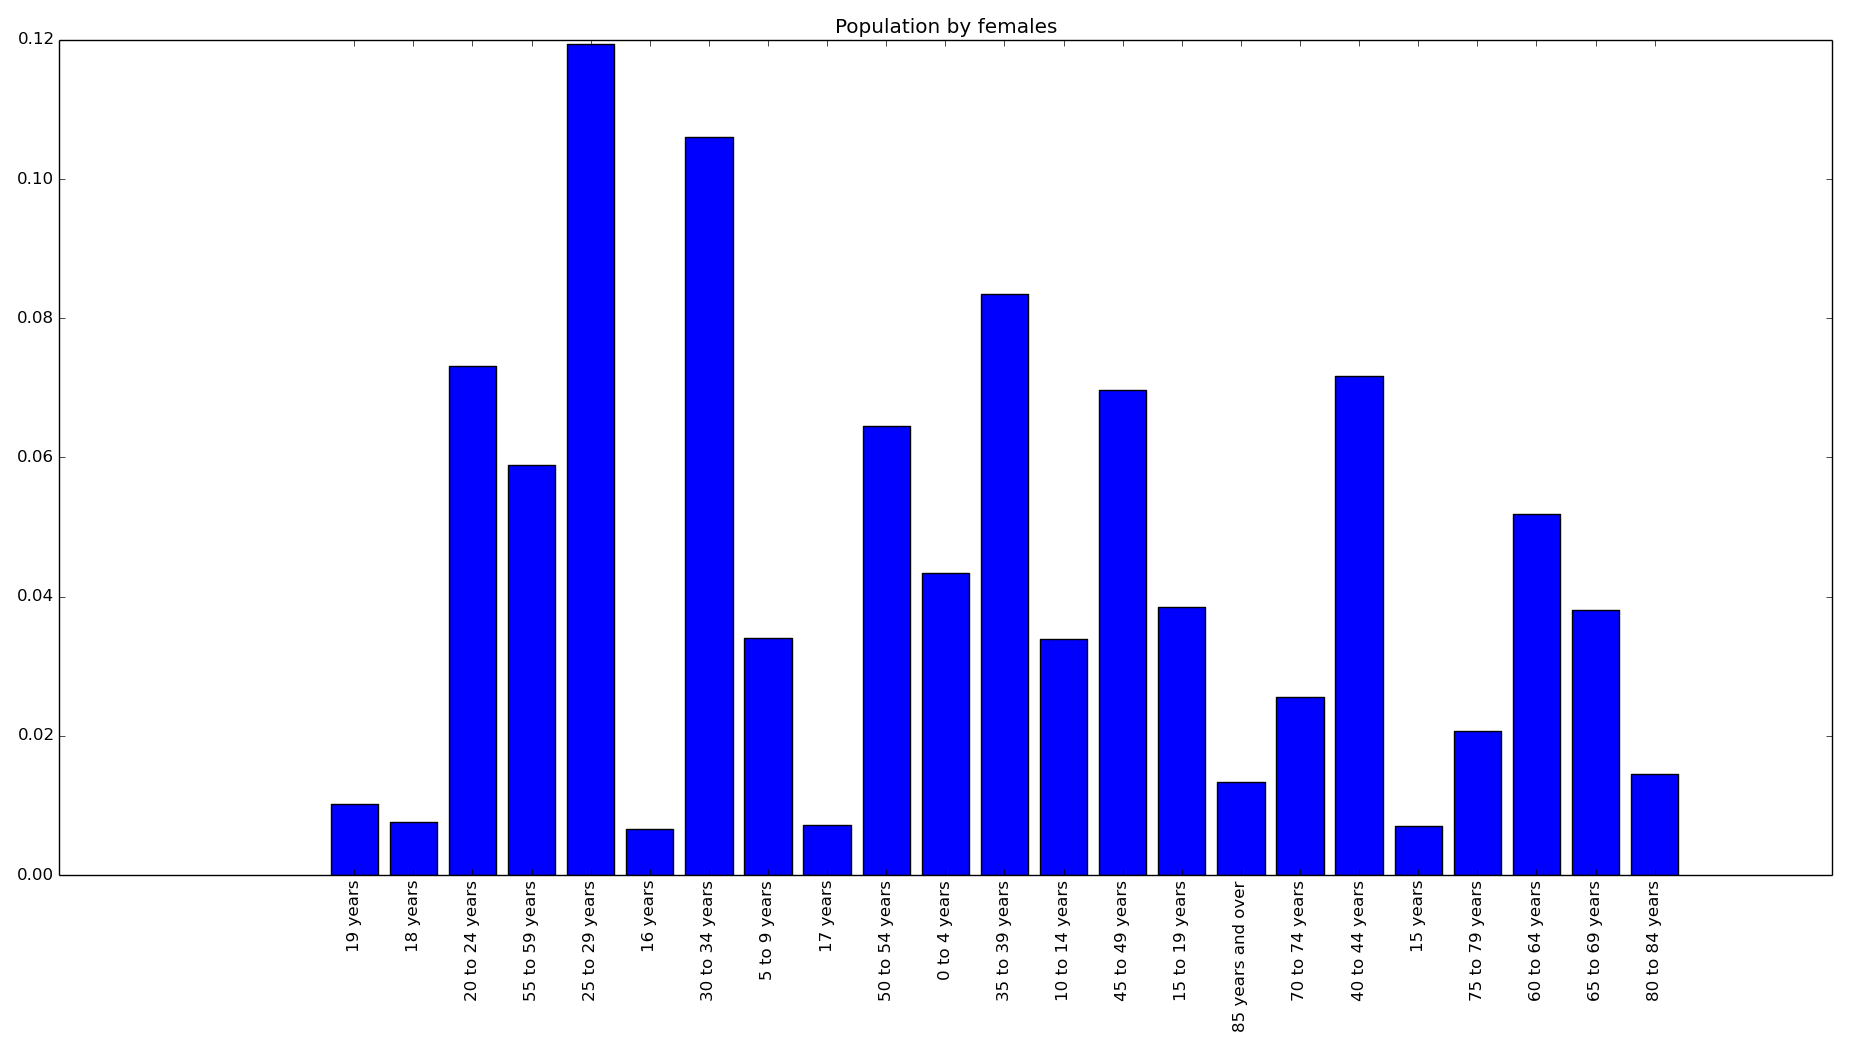 Population by females
0.12
0.10
0.08
0.06
0.04
0.02
0.00
19 years
18 years
20 to 24 years
55 to 59 years
25 to 29 years
16 years
30 to 34 years
5 to 9 years
17 years
50 to 54 years
0 to 4 years
35 to 39 years
10 to 14 years
45 to 49 years
15 to 19 years
85 years and over
70 to 74 years
40 to 44 years
15 years
75 to 79 years
60 to 64 years
65 to 69 years
80 to 84 years